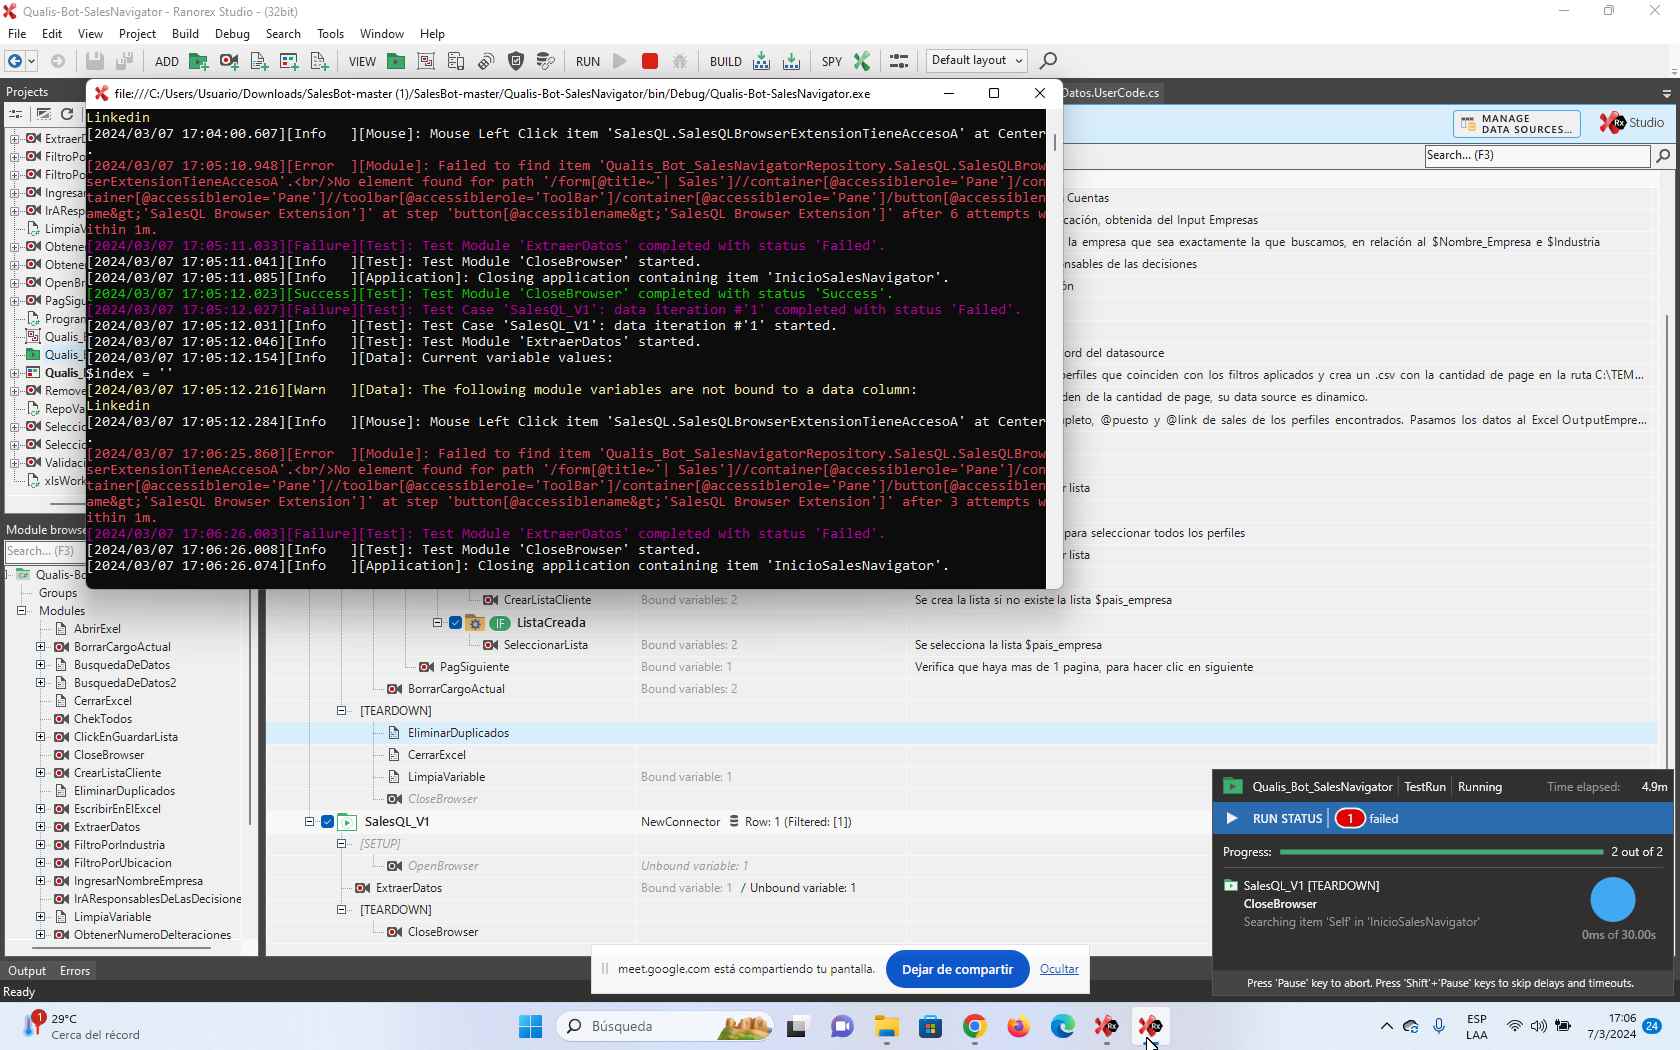 Qualis-Bot-SalesNavigator - Ranorex Studio - (32bit)
File Edit View Project Build Debug Search Tools Window Help
ADD VIEW RUN BUILD SPY Default layout
Projects
file:///C:/Users/Usuario/Downloads/SalesBot-master (1)/SalesBot-master/Qualis-Bot-SalesNavigator/bin/Debug/Qualis-Bot-SalesNavigator.exe
Datos.UserCode.cs
MANAGE
DATA SOURCES...
Rx Studio
Search... (F3)
Linkedin
[2024/03/07 17:04:00.607][Info   ][Mouse]: Mouse Left Click item 'SalesQL.SalesQLBrowserExtensionTieneAccesoA' at Center
.
[2024/03/07 17:05:10.948][Error  ][Module]: Failed to find item 'Qualis_Bot_SalesNavigatorRepository.SalesQL.SalesQLBrow
serExtensionTieneAccesoA'.<br/>No element found for path '/form[@title~'| Sales']//container[@accessiblerole='Pane']/con
tainer[@accessiblerole='Pane']//toolbar[@accessiblerole='ToolBar']/container[@accessiblerole='Pane']/button[@accessiblen
ame&gt;'SalesQL Browser Extension']' at step 'button[@accessiblename&gt;'SalesQL Browser Extension']' after 6 attempts w
ithin 1m.
[2024/03/07 17:05:11.033][Failure][Test]: Test Module 'ExtraerDatos' completed with status 'Failed'.
[2024/03/07 17:05:11.041][Info   ][Test]: Test Module 'CloseBrowser' started.
[2024/03/07 17:05:11.085][Info   ][Application]: Closing application containing item 'InicioSalesNavigator'.
[2024/03/07 17:05:12.023][Success][Test]: Test Module 'CloseBrowser' completed with status 'Success'.
[2024/03/07 17:05:12.027][Failure][Test]: Test Case 'SalesQL_V1': data iteration #'1' completed with status 'Failed'.
[2024/03/07 17:05:12.031][Info   ][Test]: Test Case 'SalesQL_V1': data iteration #'1' started.
[2024/03/07 17:05:12.046][Info   ][Test]: Test Module 'ExtraerDatos' started.
[2024/03/07 17:05:12.154][Info   ][Data]: Current variable values:
$index = ''
[2024/03/07 17:05:12.216][Warn   ][Data]: The following module variables are not bound to a data column:
Linkedin
[2024/03/07 17:05:12.284][Info   ][Mouse]: Mouse Left Click item 'SalesQL.SalesQLBrowserExtensionTieneAccesoA' at Center
.
[2024/03/07 17:06:25.860][Error  ][Module]: Failed to find item 'Qualis_Bot_SalesNavigatorRepository.SalesQL.SalesQLBrow
serExtensionTieneAccesoA'.<br/>No element found for path '/form[@title~'| Sales']//container[@accessiblerole='Pane']/con
tainer[@accessiblerole='Pane']//toolbar[@accessiblerole='ToolBar']/container[@accessiblerole='Pane']/button[@accessiblen
ame&gt;'SalesQL Browser Extension']' at step 'button[@accessiblename&gt;'SalesQL Browser Extension']' after 3 attempts w
ithin 1m.
[2024/03/07 17:06:26.003][Failure][Test]: Test Module 'ExtraerDatos' completed with status 'Failed'.
[2024/03/07 17:06:26.008][Info   ][Test]: Test Module 'CloseBrowser' started.
[2024/03/07 17:06:26.074][Info   ][Application]: Closing application containing item 'InicioSalesNavigator'.
Extraer
FiltroPo
FiltroPo
Ingresar
IrARes
LimpiaV
Obtene
Obtene
OpenBr
PagSigu
Program
Qualis_
Qualis_
Qualis_
Remove
RepoVa
Selecci
Selecci
Validaci
xlsWork
Cuentas
cación, obtenida del Input Empresas
la empresa que sea exactamente la que buscamos, en relación al $Nombre_Empresa e $Industria
nsables de las decisiones
ón
ord del datasource
erfiles que coinciden con los filtros aplicados y crea un .csv con la cantidad de page en la ruta C:\TEM...
den de la cantidad de page, su data source es dinamico.
pleto, @puesto y @link de sales de los perfiles encontrados. Pasamos los datos al Excel OutputEmpre...
r lista
para seleccionar todos los perfiles
r lista
Module browse
Search... (F3)
Qualis-Bo
Groups
Modules
AbrirExel
BorrarCargoActual
BusquedaDeDatos
BusquedaDeDatos2
CerrarExcel
ChekTodos
ClickEnGuardarLista
CloseBrowser
CrearListaCliente
EliminarDuplicados
EscribirEnElExcel
ExtraerDatos
FiltroPorIndustria
FiltroPorUbicacion
IngresarNombreEmpresa
IrAResponsablesDeLasDecisione
LimpiaVariable
ObtenerNumeroDeIteraciones
CrearListaCliente Bound variables: 2 Se crea la lista si no existe la lista $pais_empresa
IF ListaCreada
SeleccionarLista Bound variables: 2 Se selecciona la lista $pais_empresa
PagSiguiente Bound variable: 1 Verifica que haya mas de 1 pagina, para hacer clic en siguiente
BorrarCargoActual Bound variables: 2
[TEARDOWN]
EliminarDuplicados
CerrarExcel
LimpiaVariable Bound variable: 1
CloseBrowser
SalesQL_V1 NewConnector Row: 1 (Filtered: [1])
[SETUP]
OpenBrowser Unbound variable: 1
ExtraerDatos Bound variable: 1 / Unbound variable: 1
[TEARDOWN]
CloseBrowser
Qualis_Bot_SalesNavigator TestRun Running Time elapsed: 4.9m
RUN STATUS 1 failed
Progress: 2 out of 2
SalesQL_V1 [TEARDOWN]
CloseBrowser
Searching item 'Self' in 'InicioSalesNavigator'
0ms of 30.00s
Press 'Pause' key to abort. Press 'Shift'+'Pause' keys to skip delays and timeouts.
meet.google.com está compartiendo tu pantalla. Dejar de compartir Ocultar
Output Errors
Ready
1
29°C
Cerca del récord
Búsqueda
ESP
LAA
17:06
7/3/2024
24